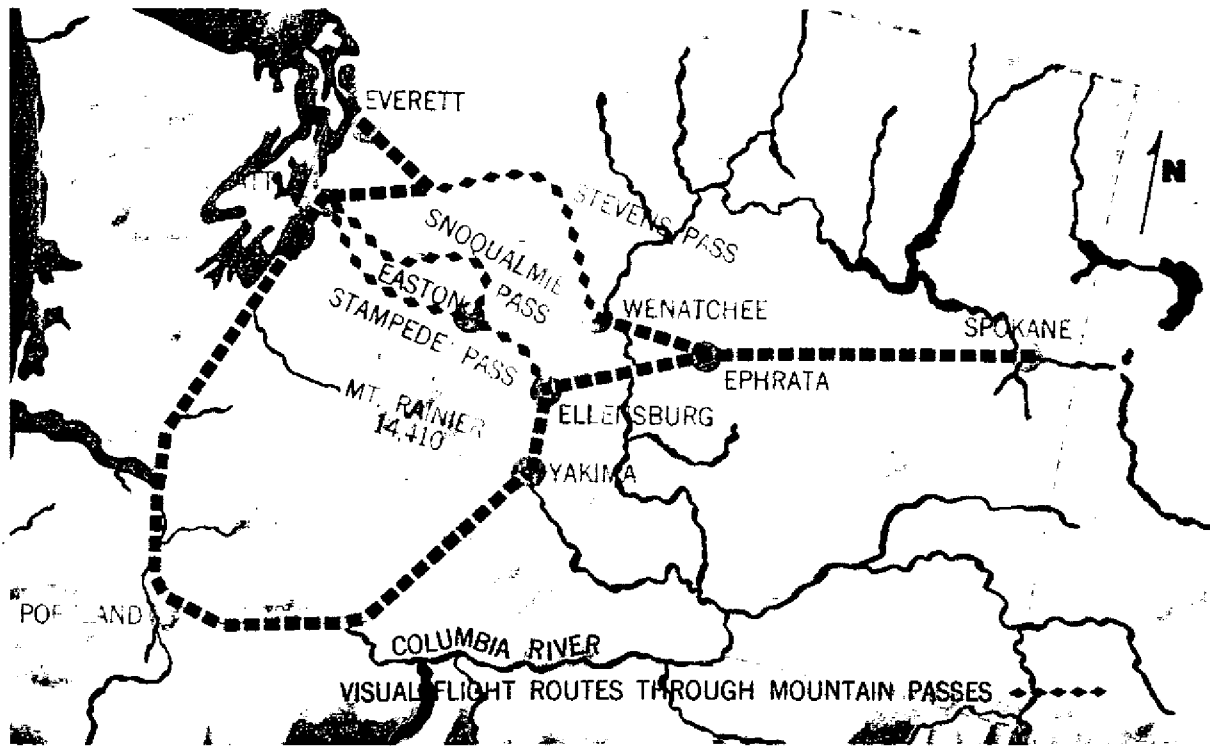 EVERETT
N
STEVENS PASS
SNOQUALMIE
PASS
EASTON
STAMPEDE PASS
WENATCHEE
SPOKANE
EPHRATA
MT. RAINIER
14,410'
ELLENSBURG
YAKIMA
COLUMBIA RIVER
VISUAL FLIGHT ROUTES THROUGH MOUNTAIN PASSES